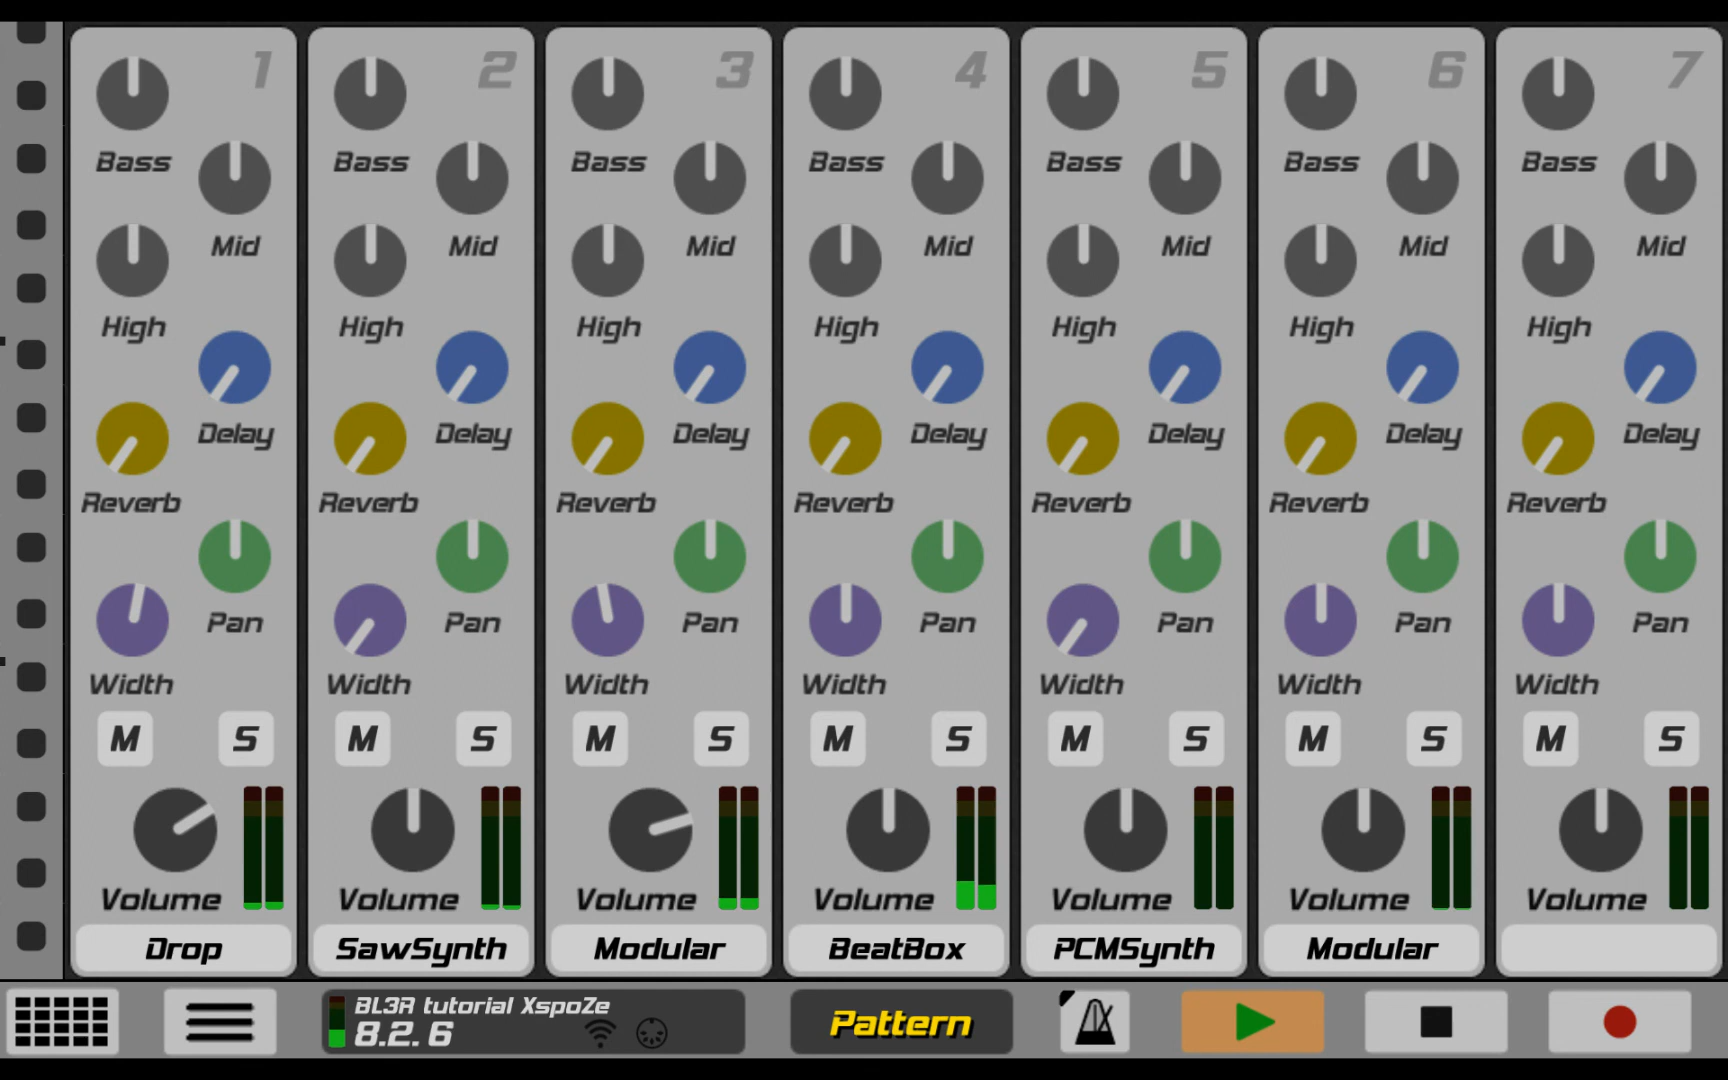 1 2 3 4 5 6 7
Bass Bass Bass Bass Bass Bass Bass
Mid Mid Mid Mid Mid Mid Mid
High High High High High High High
Delay Delay Delay Delay Delay Delay Delay
Reverb Reverb Reverb Reverb Reverb Reverb Reverb
Pan Pan Pan Pan Pan Pan Pan
Width Width Width Width Width Width Width
M S M S M S M S M S M S M S
Volume Volume Volume Volume Volume Volume Volume
Drop SawSynth Modular BeatBox PCMSynth Modular
BL3R tutorial XspoZe
8.2.6
Pattern